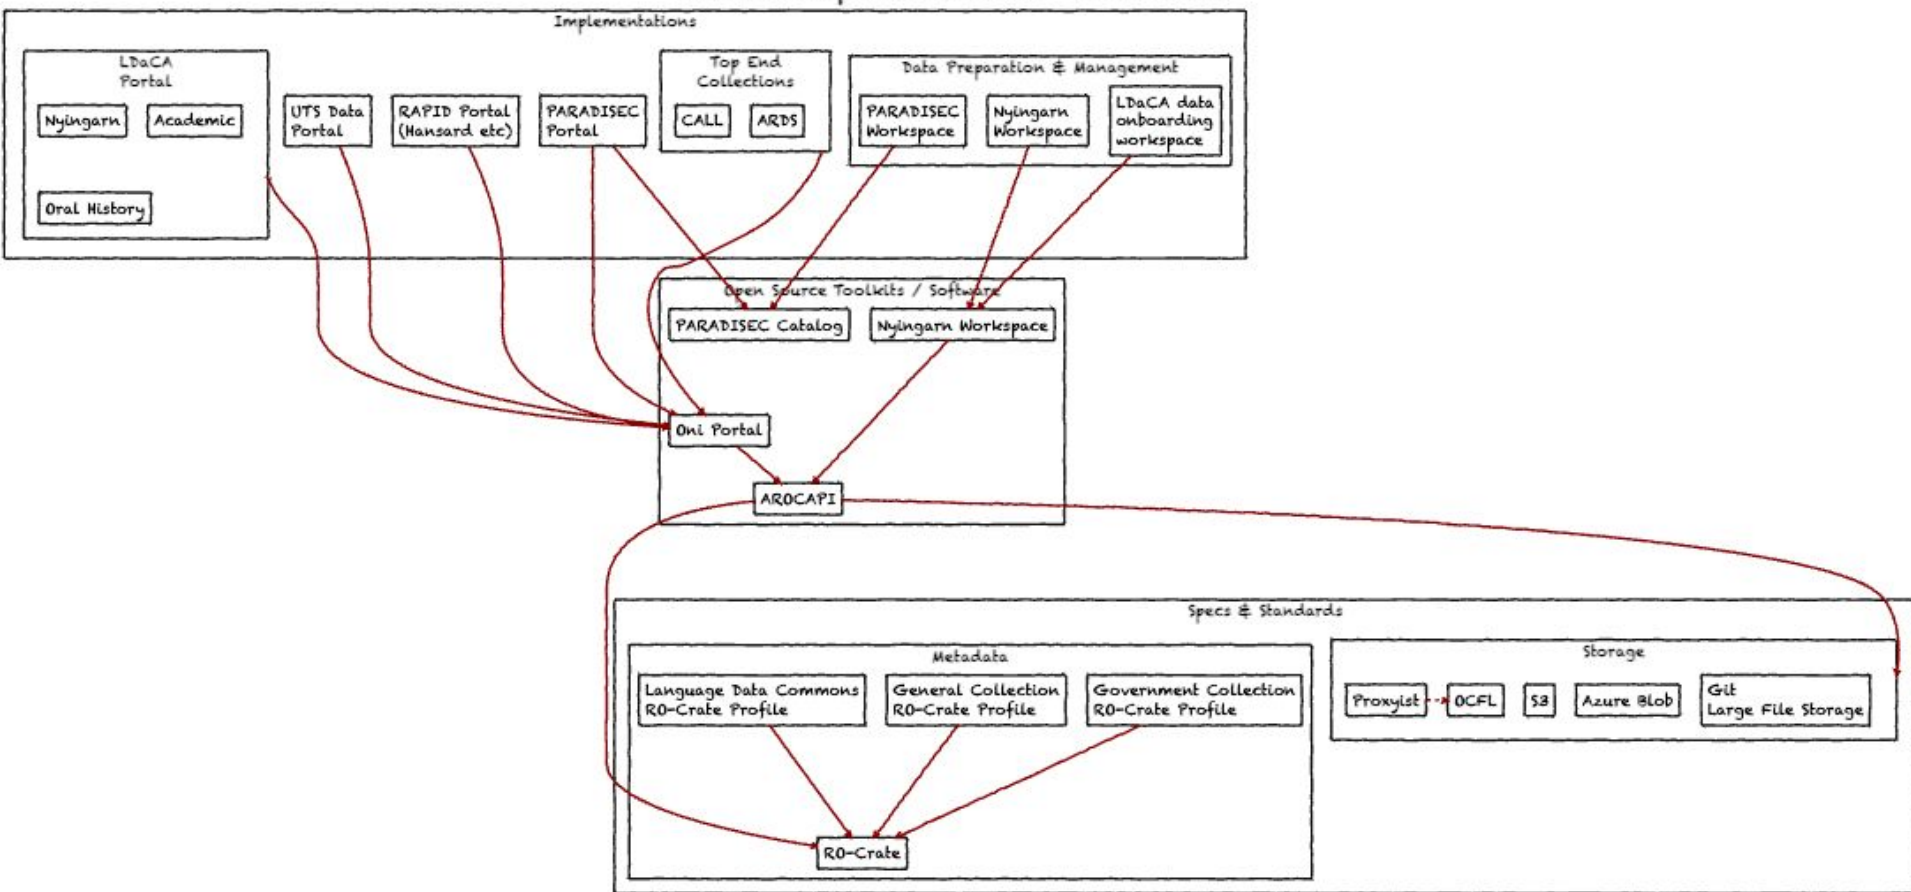 Implementations
LDaCA
Portal
Nyingarn
Academic
Oral History
UTS Data
Portal
RAPID Portal
(Hansard etc)
PARADISEC
Portal
Top End
Collections
CALL
ARDS
Data Preparation & Management
PARADISEC
Workspace
Nyingarn
Workspace
LDaCA data
onboarding
workspace
Open Source Toolkits / Software
PARADISEC Catalog
Nyingarn Workspace
Oni Portal
AROCAPI
Specs & Standards
Metadata
Language Data Commons
RO-Crate Profile
General Collection
RO-Crate Profile
Government Collection
RO-Crate Profile
RO-Crate
Storage
Proxyist
OCFL
S3
Azure Blob
Git
Large File Storage